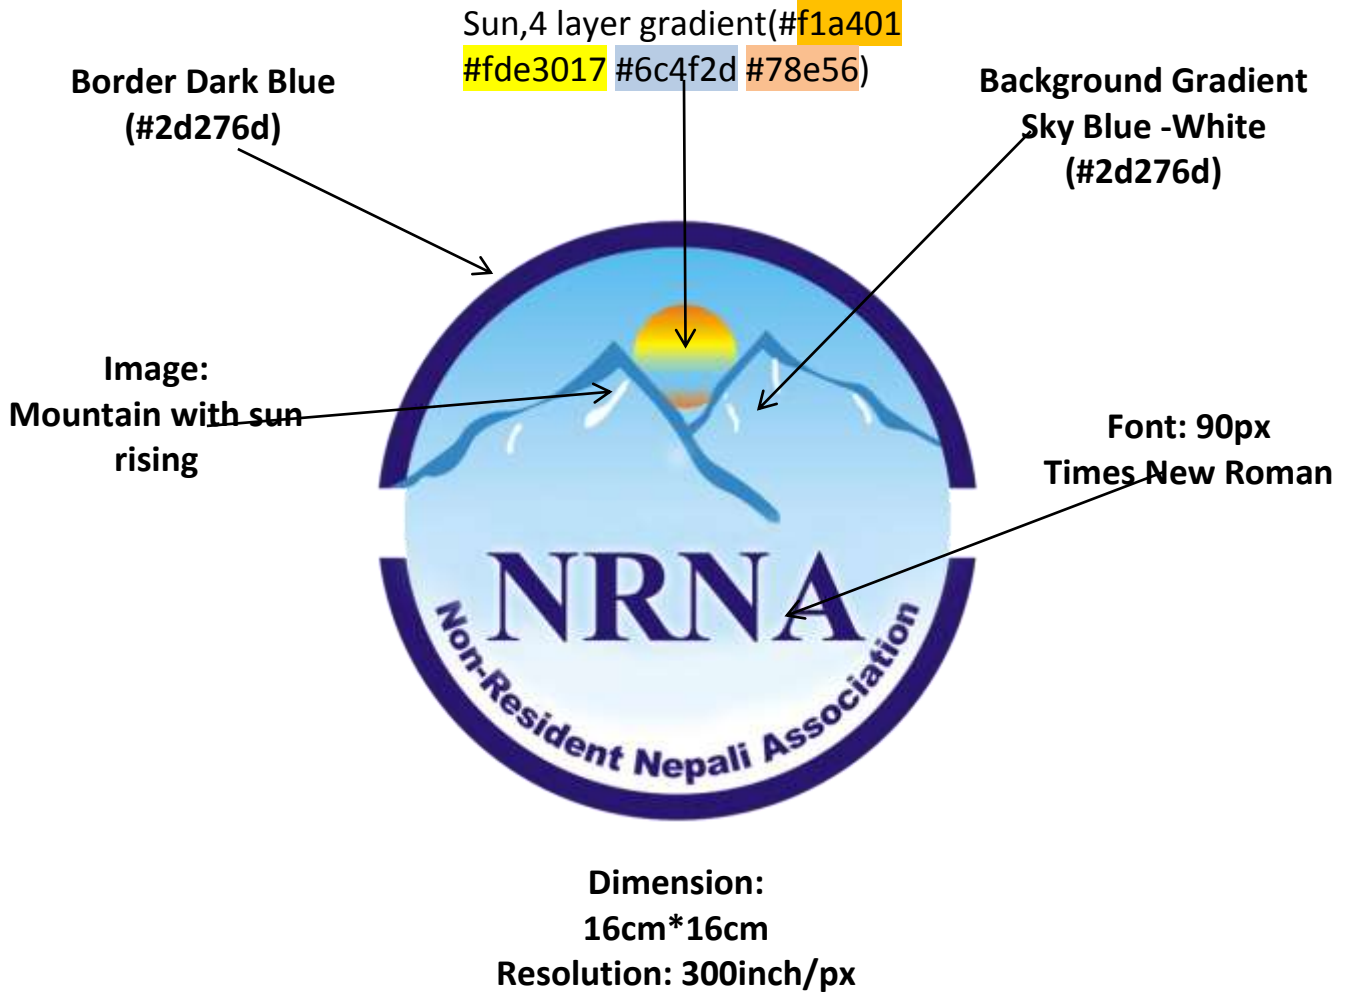 Sun,4 layer gradient(#f1a401
#fde3017 #6c4f2d #78e56)
Border Dark Blue
(#2d276d)
Background Gradient
Sky Blue -White
(#2d276d)
Image:
Mountain with sun
rising
Font: 90px
Times New Roman
NRNA
Non-Resident Nepali Association
Dimension:
16cm*16cm
Resolution: 300inch/px